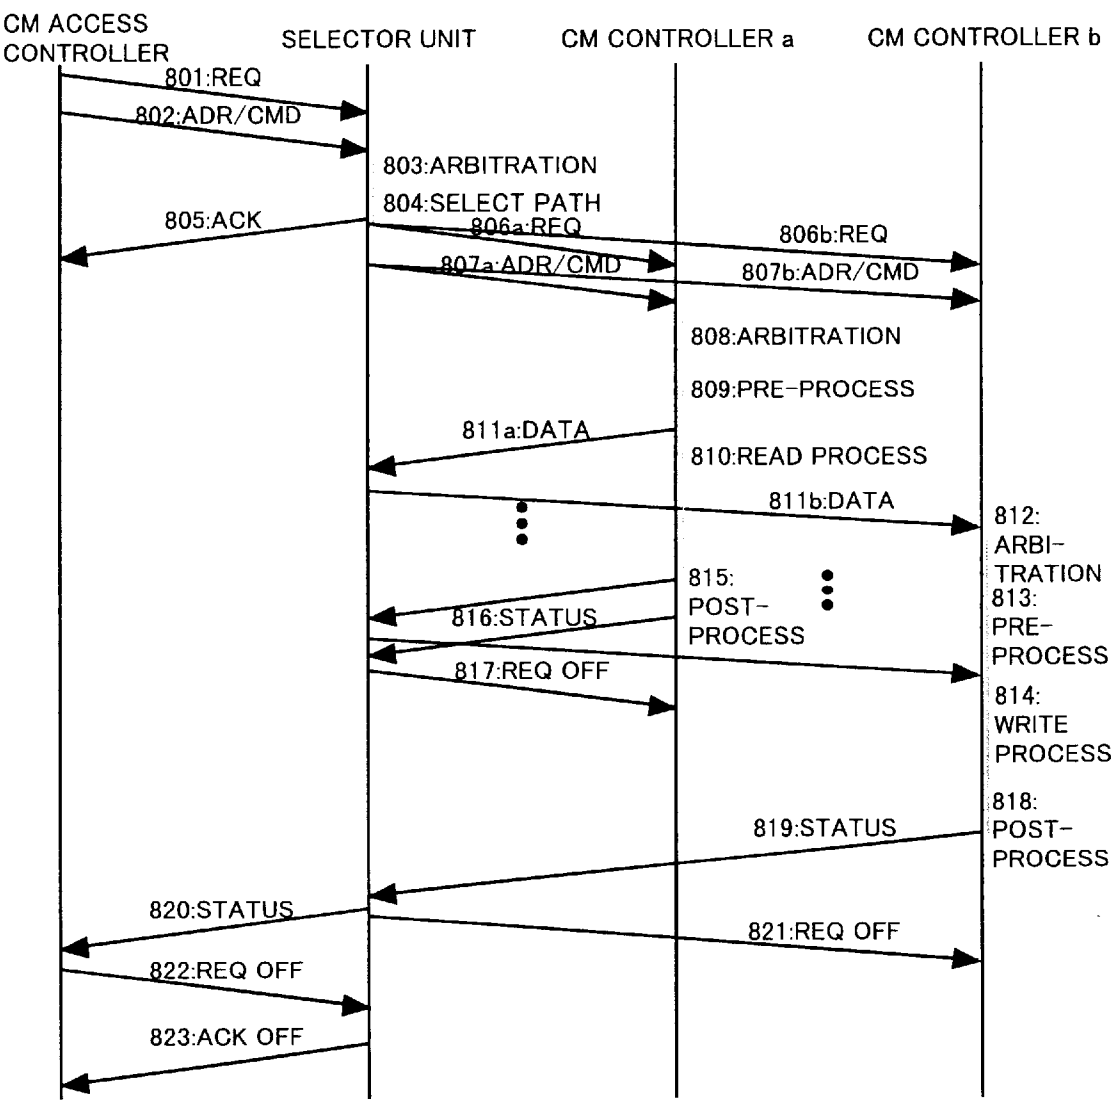 CM ACCESS
CONTROLLER
SELECTOR UNIT
CM CONTROLLER a
CM CONTROLLER b
801:REQ
802:ADR/CMD
803:ARBITRATION
804:SELECT PATH
805:ACK
806a:REQ
806b:REQ
807a:ADR/CMD
807b:ADR/CMD
808:ARBITRATION
809:PRE-PROCESS
811a:DATA
810:READ PROCESS
811b:DATA
812:
ARBI-
TRATION
813:
PRE-
PROCESS
815:
POST-
PROCESS
816:STATUS
817:REQ OFF
814:
WRITE
PROCESS
818:
POST-
PROCESS
819:STATUS
820:STATUS
821:REQ OFF
822:REQ OFF
823:ACK OFF